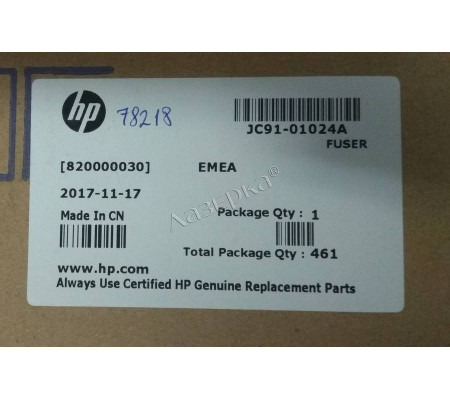 hp
78218
JC91-01024A
FUSER
[820000030] EMEA
2017-11-17
Made In CN
Лазерка®
Package Qty : 1
Total Package Qty : 461
www.hp.com
Always Use Certified HP Genuine Replacement Parts